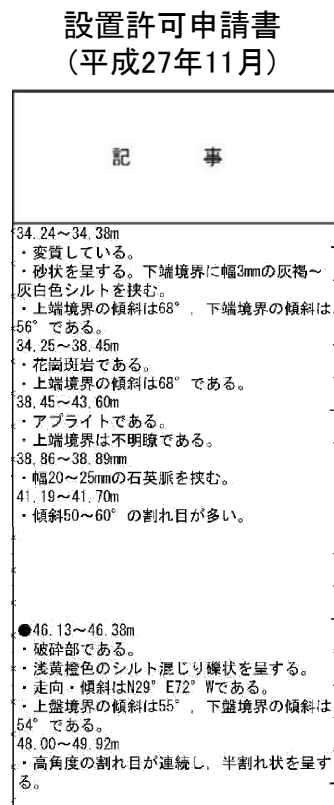 設置許可申請書
(平成27年11月)
記 事
34.24～34.38m
・変質している。
・砂状を呈する。下端境界に幅3mmの灰褐～
灰白色シルトを挟む。
・上端境界の傾斜は68°，下端境界の傾斜は
56°である。
34.25～38.45m
・花崗斑岩である。
・上端境界の傾斜は68°である。
38.45～43.60m
・アプライトである。
・上端境界は不明瞭である。
38.86～38.89mm
・幅20～25mmの石英脈を挟む。
41.19～41.70m
・傾斜50～60°の割れ目が多い。
●46.13～46.38m
・破砕部である。
・浅黄橙色のシルト混じり礫状を呈する。
・走向・傾斜はN29°E72°Wである。
・上盤境界の傾斜は55°，下盤境界の傾斜は
54°である。
48.00～49.92m
・高角度の割れ目が連続し，半割れ状を呈す
る。